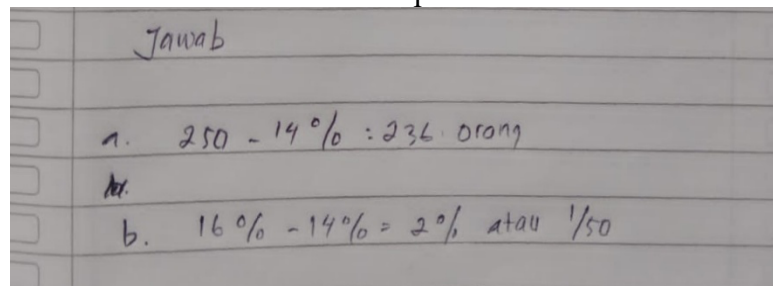 Jawab
a. 250 - 14% : 236 orang
b. 16% - 14% = 2% atau 1/50